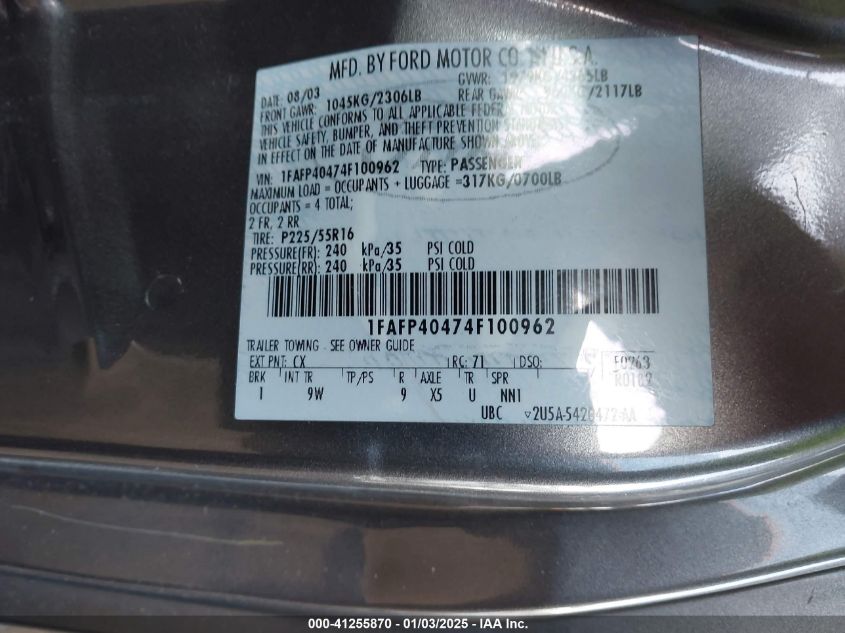 MFD. BY FORD MOTOR CO. IN U.S.A.
DATE: 08/03 GVWR:
FRONT GAWR: 1045KG/2306LB REAR GAWR: /2117LB
THIS VEHICLE CONFORMS TO ALL APPLICABLE FEDERAL MOTOR
VEHICLE SAFETY, BUMPER, AND THEFT PREVENTION STANDARDS
IN EFFECT ON THE DATE OF MANUFACTURE SHOWN ABOVE.
VIN: 1FAFP40474F100962 TYPE: PASSENGER
MAXIMUM LOAD = OCCUPANTS + LUGGAGE =317KG/0700LB
OCCUPANTS = 4 TOTAL;
2 FR, 2 RR
TIRE: P225/55R16
PRESSURE(FR): 240 kPa/35 PSI COLD
PRESSURE(RR): 240 kPa/35 PSI COLD
1FAFP40474F100962
TRAILER TOWING - SEE OWNER GUIDE
EXT PNT: CX RC: 71 DSO: F0263
BRK INT TR TP/PS R AXLE TR SPR R0182
1 9W 9 X5 U NN1
UBC 2U5A-5420472-AA
000-41255870 - 01/03/2025 - IAA Inc.